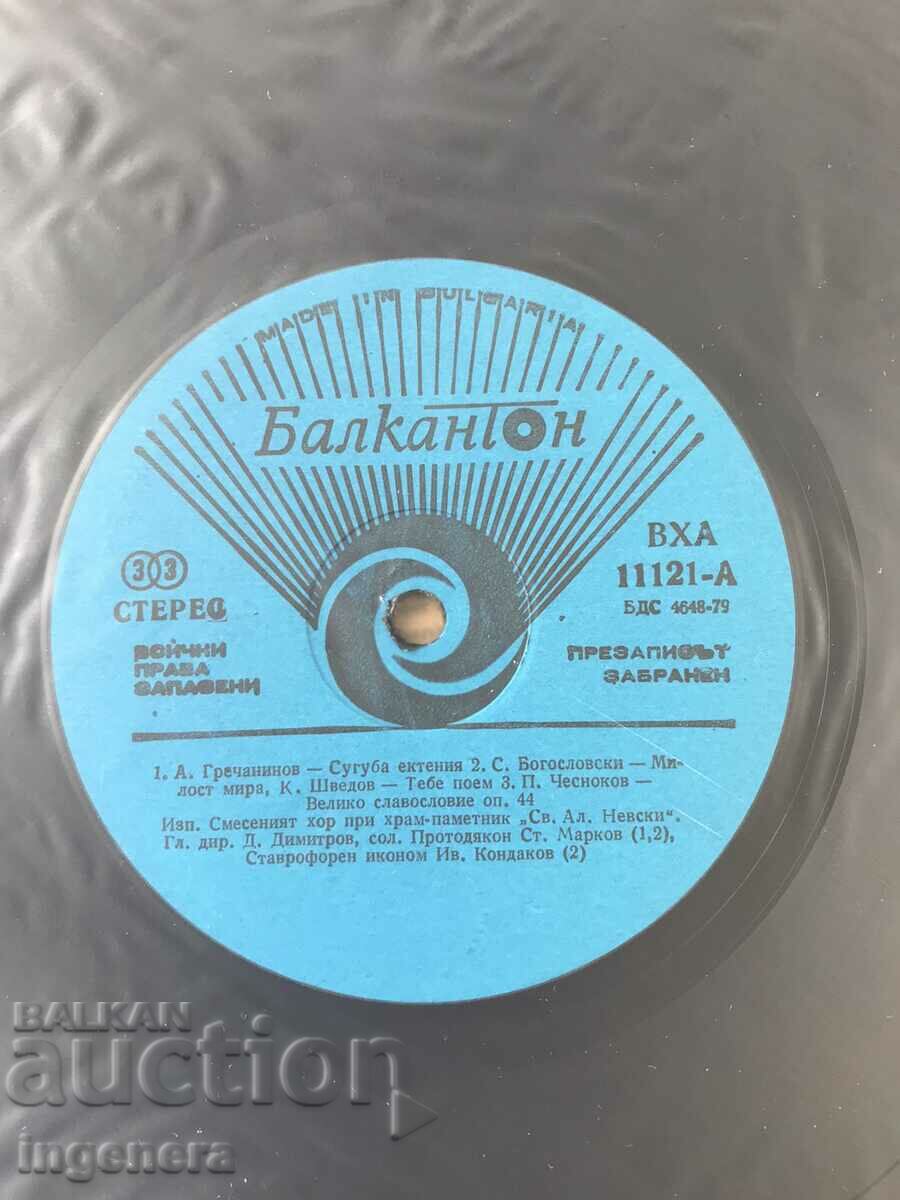 MADE IN BULGARIA
Балкантон
33
СТЕРЕО
ВСИЧКИ
ПРАВА
ЗАПАЗЕНИ
ВХА
11121-А
БДС 4648-79
ПРЕЗАПИСЪТ
ЗАБРАНЕН
1. А. Гречанинов — Сугуба ектения 2. С. Богословски — Ми-
лост мира, К. Шведов — Тебе поем 3. П. Чесноков —
Велико славословие оп. 44
Изп. Смесеният хор при храм-паметник „Св. Ал. Невски“.
Гл. дир. Д. Димитров, сол. Протодякон Ст. Марков (1,2),
Ставрофорен иконом Ив. Кондаков (2)
BALKAN
auction
ingenera